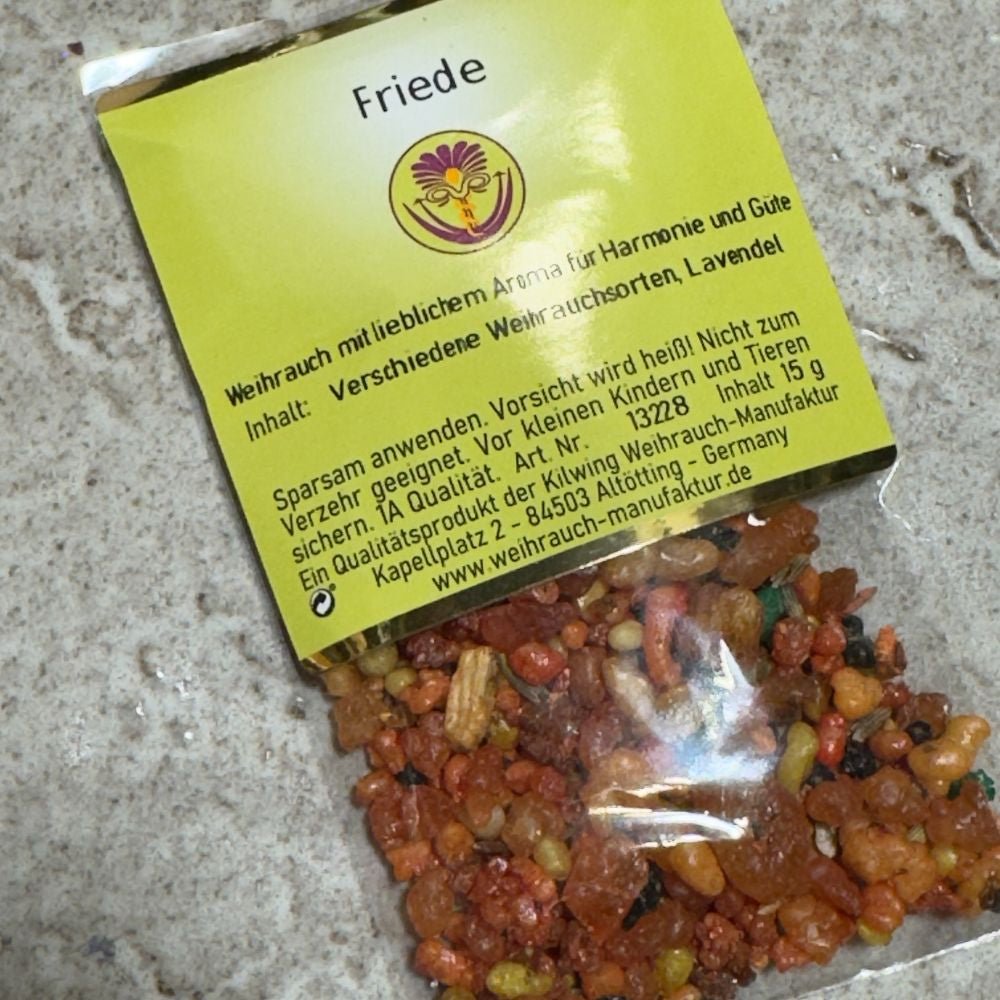 Friede
Weihrauch mit lieblichem Aroma für Harmonie und Güte
Inhalt: Verschiedene Weihrauchsorten, Lavendel
Sparsam anwenden. Vorsicht wird heiß! Nicht zum
Verzehr geeignet. Vor kleinen Kindern und Tieren
sichern. 1A Qualität. Art. Nr. 13228 Inhalt 15 g
Ein Qualitätsprodukt der Kilwing Weihrauch-Manufaktur
Kapellplatz 2 - 84503 Altötting - Germany
www.weihrauch-manufaktur.de